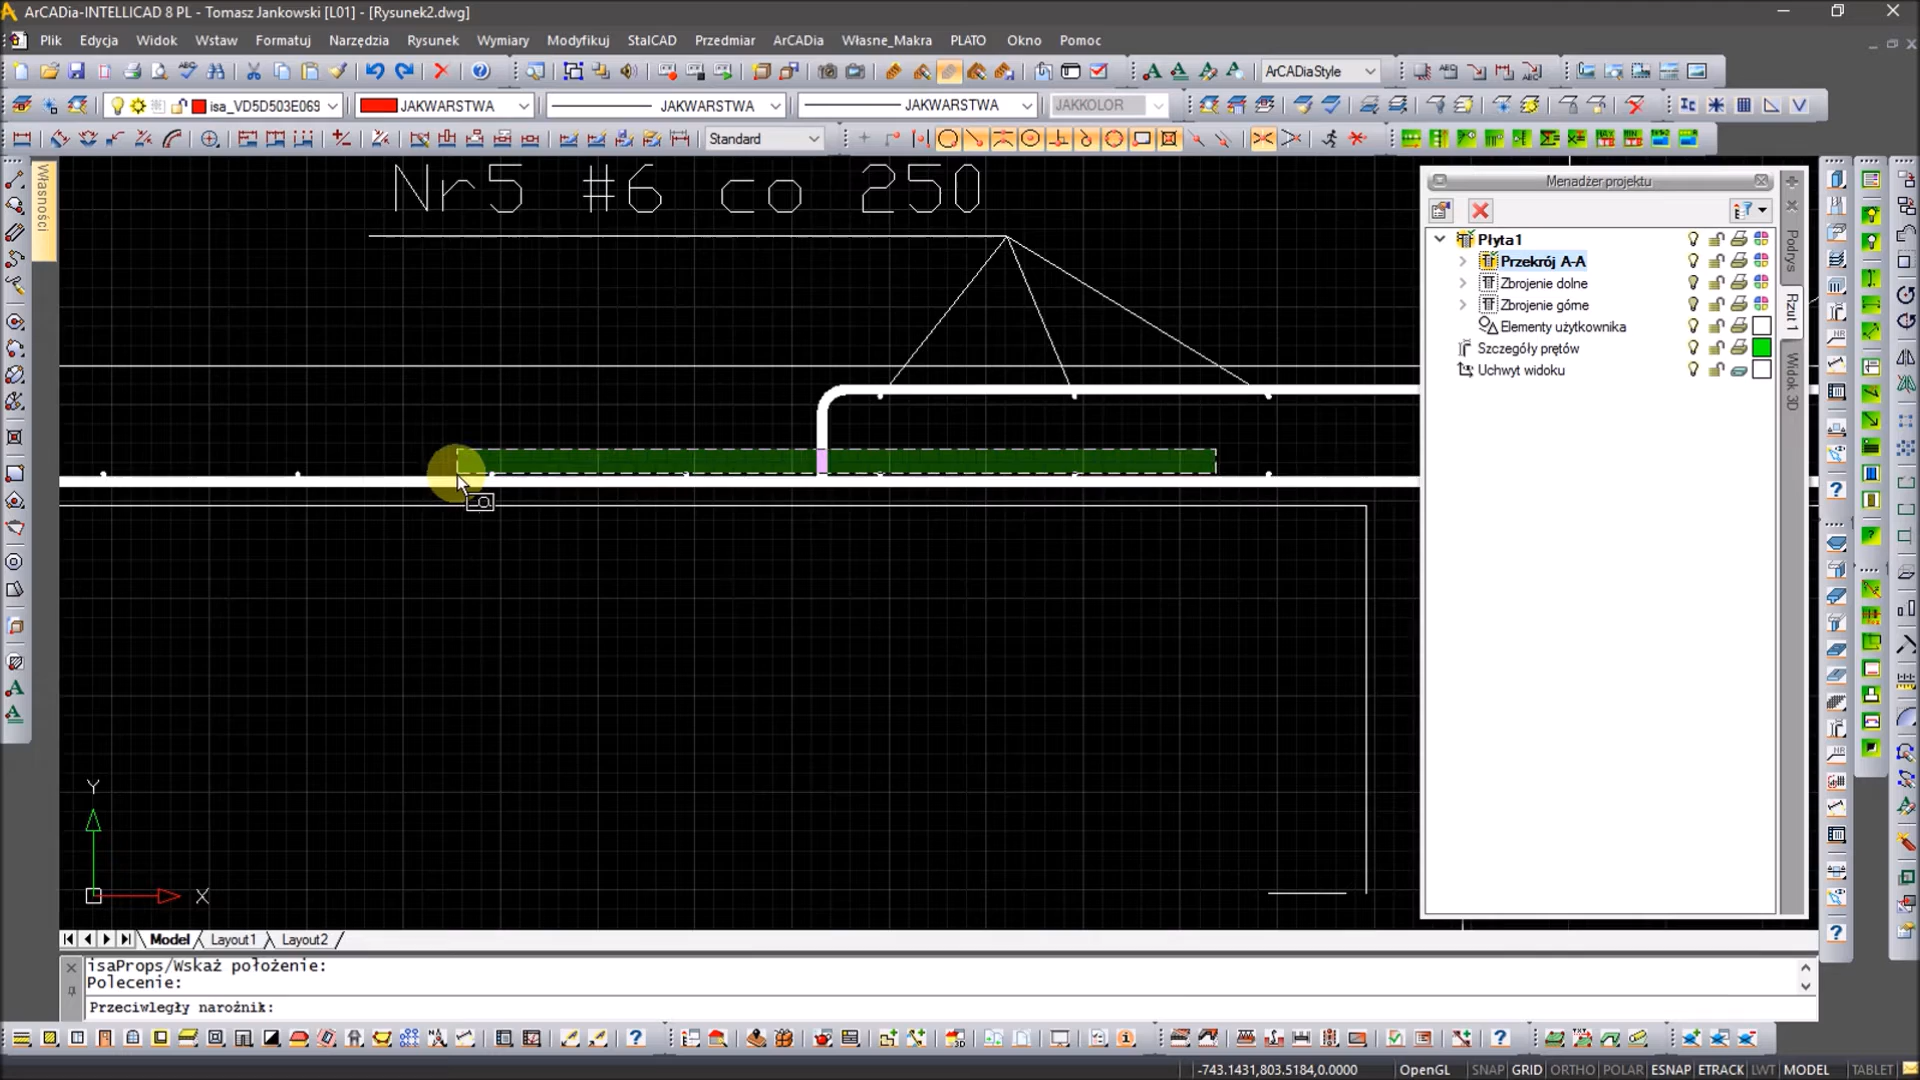 ArCADia-INTELLICAD 8 PL - Tomasz Jankowski [L01] - [Rysunek2.dwg]
Plik Edycja Widok Wstaw Formatuj Narzędzia Rysunek Wymiary Modyfikuj StalCAD Przedmiar ArCADia Własne_Makra PLATO Okno Pomoc
ArCADiaStyle
isa_VD5D503E069 JAKWARSTWA JAKWARSTWA JAKWARSTWA JAKKOLOR
Standard
Własności
Nr5 #6 co 250
Menadżer projektu
Płyta1
Przekrój A-A
Zbrojenie dolne
Zbrojenie górne
Elementy użytkownika
Szczegóły prętów
Uchwyt widoku
Podrys
Rzut 1
Widok 3D
Y
X
Model Layout1 Layout2
isaProps/Wskaż położenie:
Polecenie:
Przeciwległy narożnik:
-743.1431,803.5184,0.0000 OpenGL SNAP GRID ORTHO POLAR ESNAP ETRACK LWT MODEL TABLET